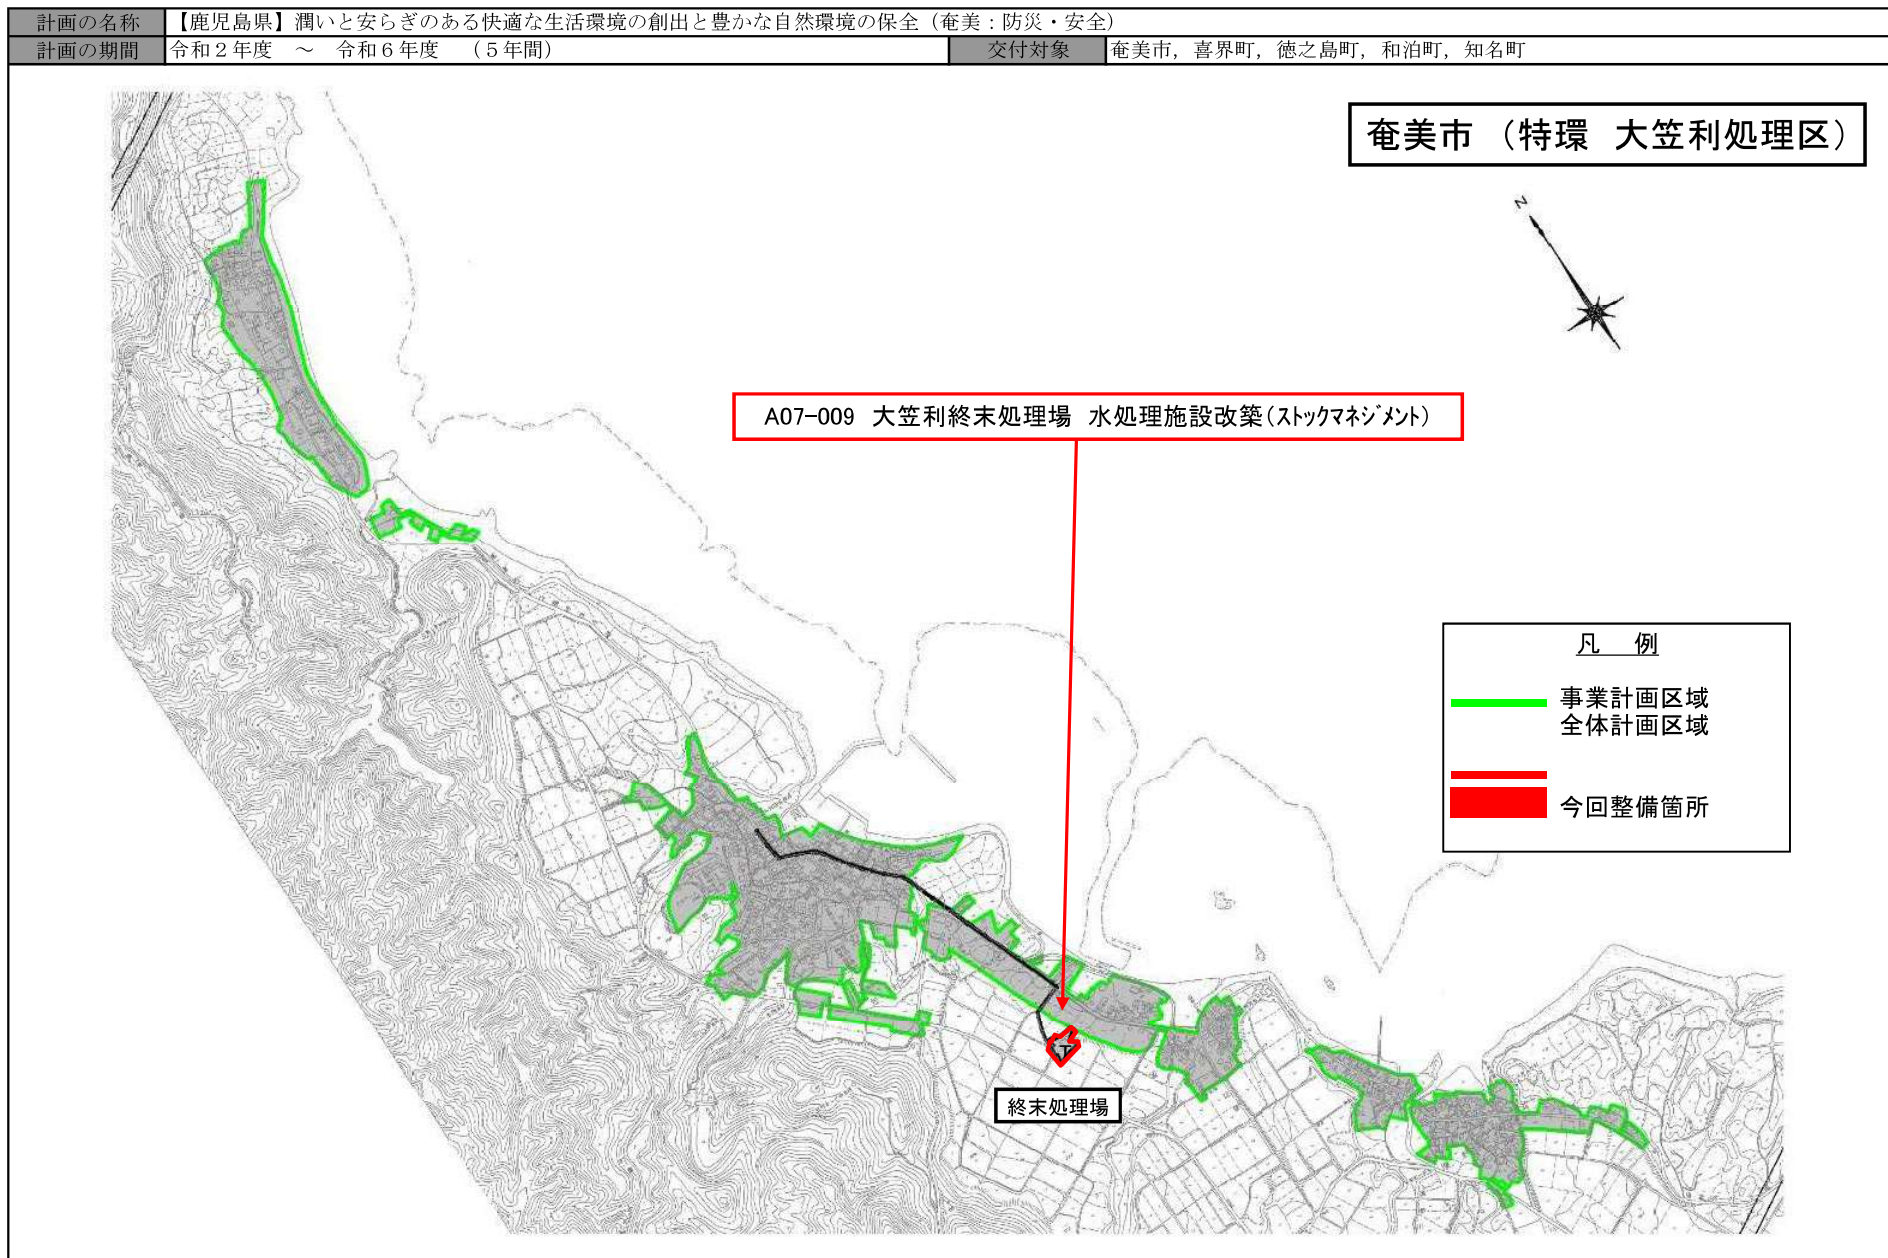 計画の名称 【鹿児島県】潤いと安らぎのある快適な生活環境の創出と豊かな自然環境の保全（奄美：防災・安全）
計画の期間 令和２年度　～　令和６年度　（５年間） 交付対象 奄美市，喜界町，徳之島町，和泊町，知名町
奄美市（特環　大笠利処理区）
N
A07-009　大笠利終末処理場　水処理施設改築(ｽﾄｯｸﾏﾈｼﾞﾒﾝﾄ)
凡　例
事業計画区域
全体計画区域
今回整備箇所
T
終末処理場